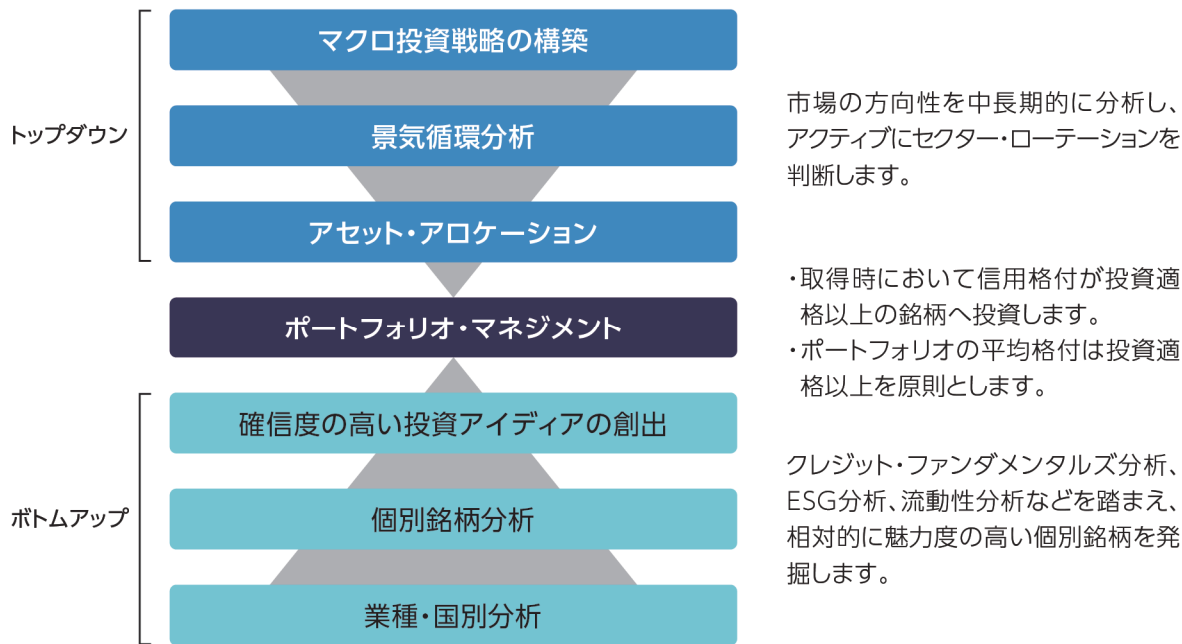 トップダウン
マクロ投資戦略の構築
景気循環分析
アセット・アロケーション
市場の方向性を中長期的に分析し、
アクティブにセクター・ローテーションを
判断します。
ポートフォリオ・マネジメント
・取得時において信用格付が投資適
格以上の銘柄へ投資します。
・ポートフォリオの平均格付は投資適
格以上を原則とします。
ボトムアップ
確信度の高い投資アイディアの創出
個別銘柄分析
業種・国別分析
クレジット・ファンダメンタルズ分析、
ESG分析、流動性分析などを踏まえ、
相対的に魅力度の高い個別銘柄を発
掘します。